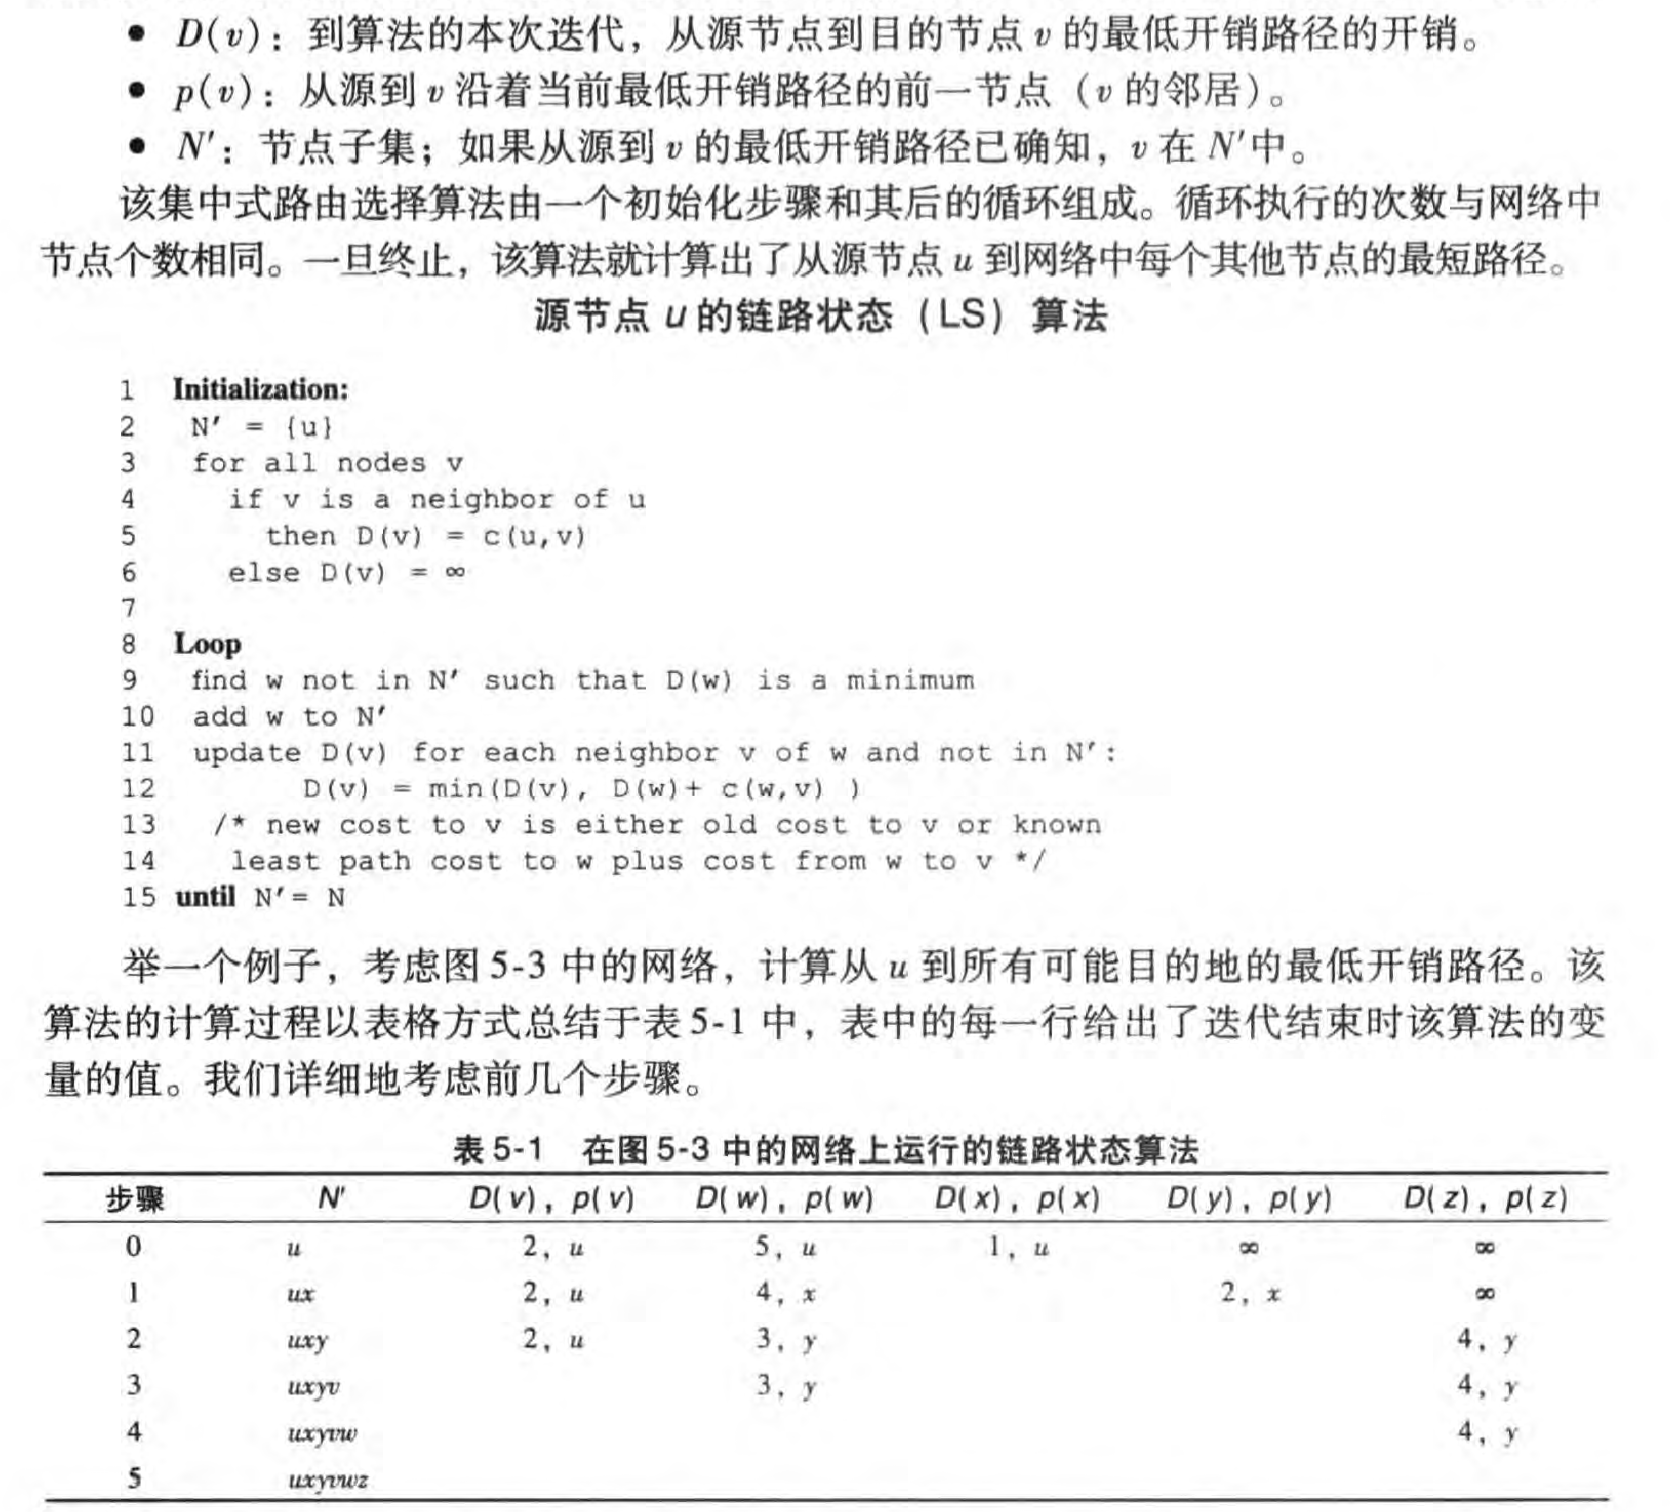 • D(v)：到算法的本次迭代，从源节点到目的节点 v 的最低开销路径的开销。
• p(v)：从源到 v 沿着当前最低开销路径的前一节点（v 的邻居）。
• N'：节点子集；如果从源到 v 的最低开销路径已确知，v 在 N'中。
该集中式路由选择算法由一个初始化步骤和其后的循环组成。循环执行的次数与网络中
节点个数相同。一旦终止，该算法就计算出了从源节点 u 到网络中每个其他节点的最短路径。
源节点 u 的链路状态（LS）算法
1 Initialization:
2 N' = {u}
3 for all nodes v
4 if v is a neighbor of u
5 then D(v) = c(u,v)
6 else D(v) = ∞
7
8 Loop
9 find w not in N' such that D(w) is a minimum
10 add w to N'
11 update D(v) for each neighbor v of w and not in N':
12 D(v) = min(D(v), D(w)+ c(w,v) )
13 /* new cost to v is either old cost to v or known
14 least path cost to w plus cost from w to v */
15 until N'= N
举一个例子，考虑图 5-3 中的网络，计算从 u 到所有可能目的地的最低开销路径。该
算法的计算过程以表格方式总结于表 5-1 中，表中的每一行给出了迭代结束时该算法的变
量的值。我们详细地考虑前几个步骤。
表 5-1 在图 5-3 中的网络上运行的链路状态算法
步骤 N' D(v)，p(v) D(w)，p(w) D(x)，p(x) D(y)，p(y) D(z)，p(z)
0 u 2，u 5，u 1，u ∞ ∞
1 ux 2，u 4，x 2，x ∞
2 uxy 2，u 3，y 4，y
3 uxyv 3，y 4，y
4 uxyvw 4，y
5 uxyvwz